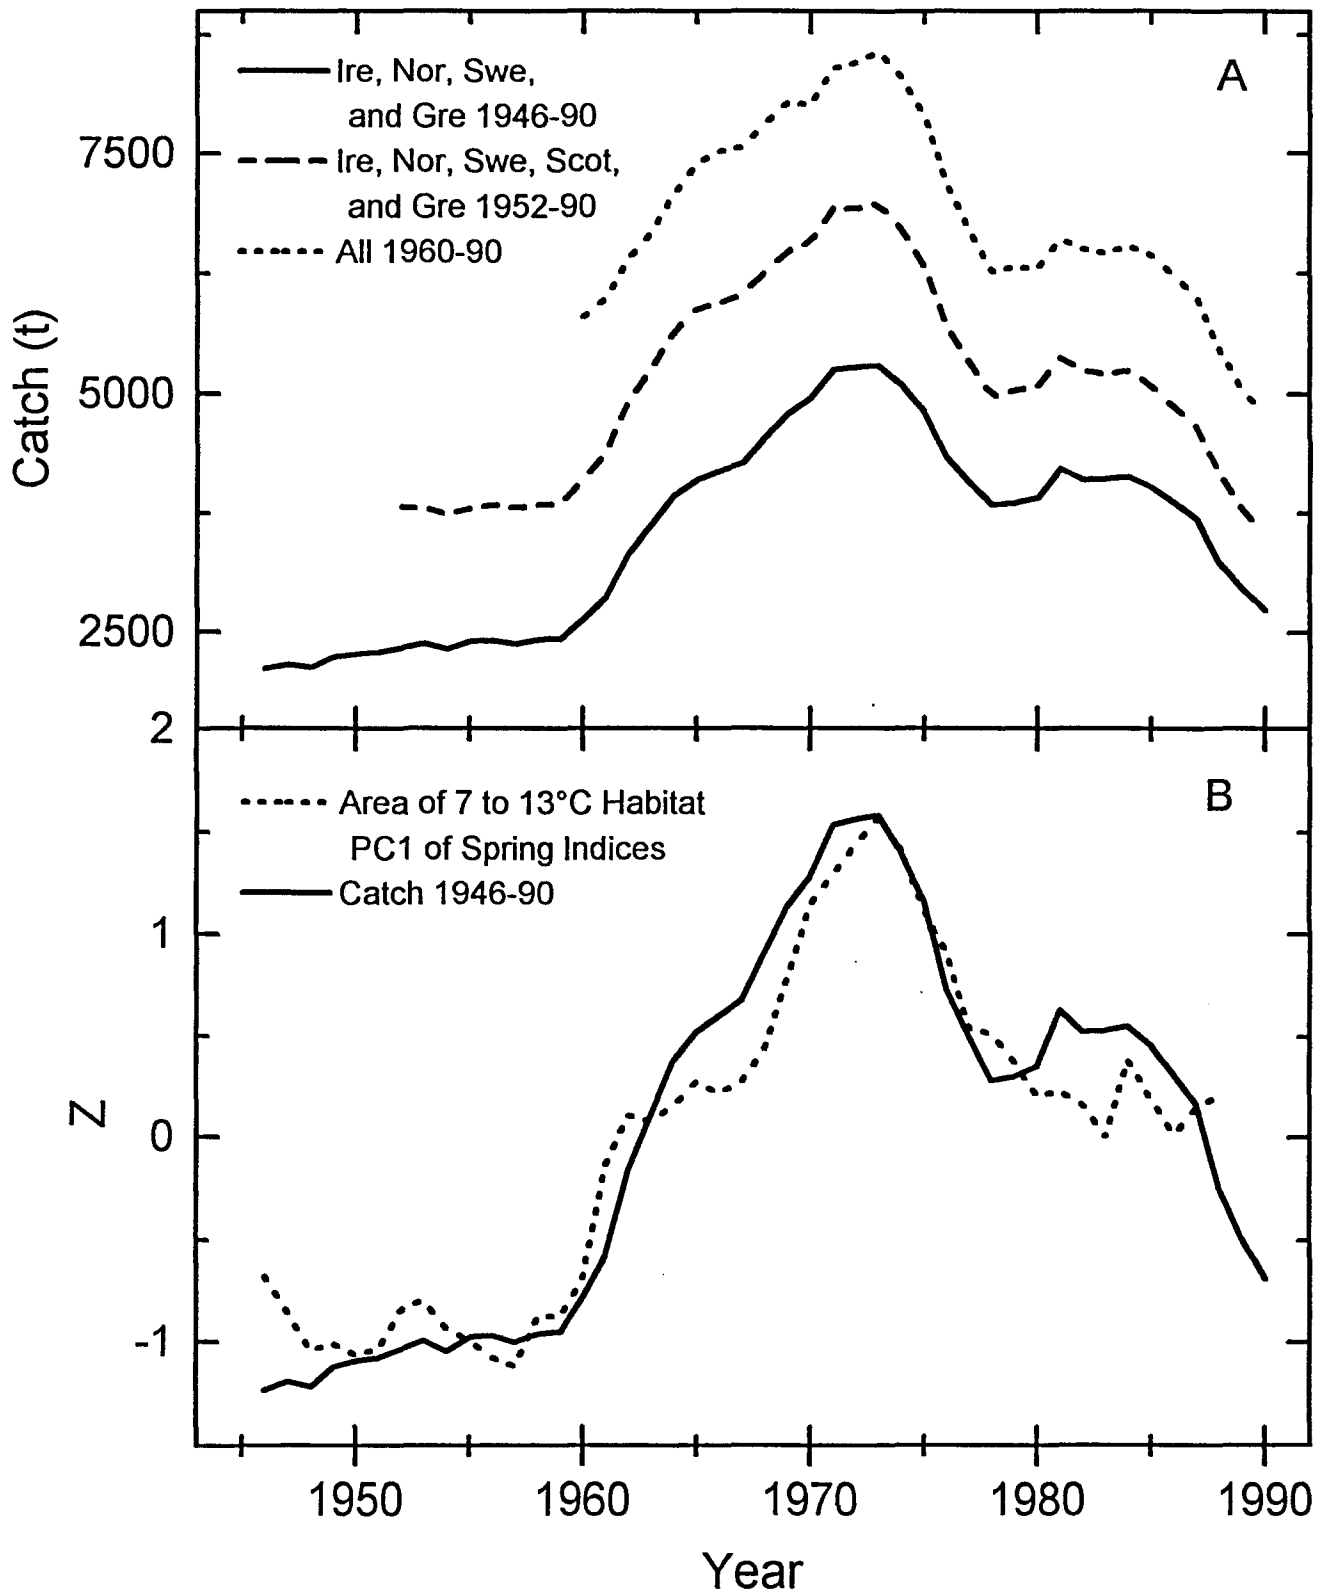 A
Ire, Nor, Swe,
and Gre 1946-90
Ire, Nor, Swe, Scot,
and Gre 1952-90
All 1960-90
Catch (t)
7500
5000
2500
2
B
Area of 7 to 13°C Habitat
PC1 of Spring Indices
Catch 1946-90
Z
1
0
-1
1950 1960 1970 1980 1990
Year